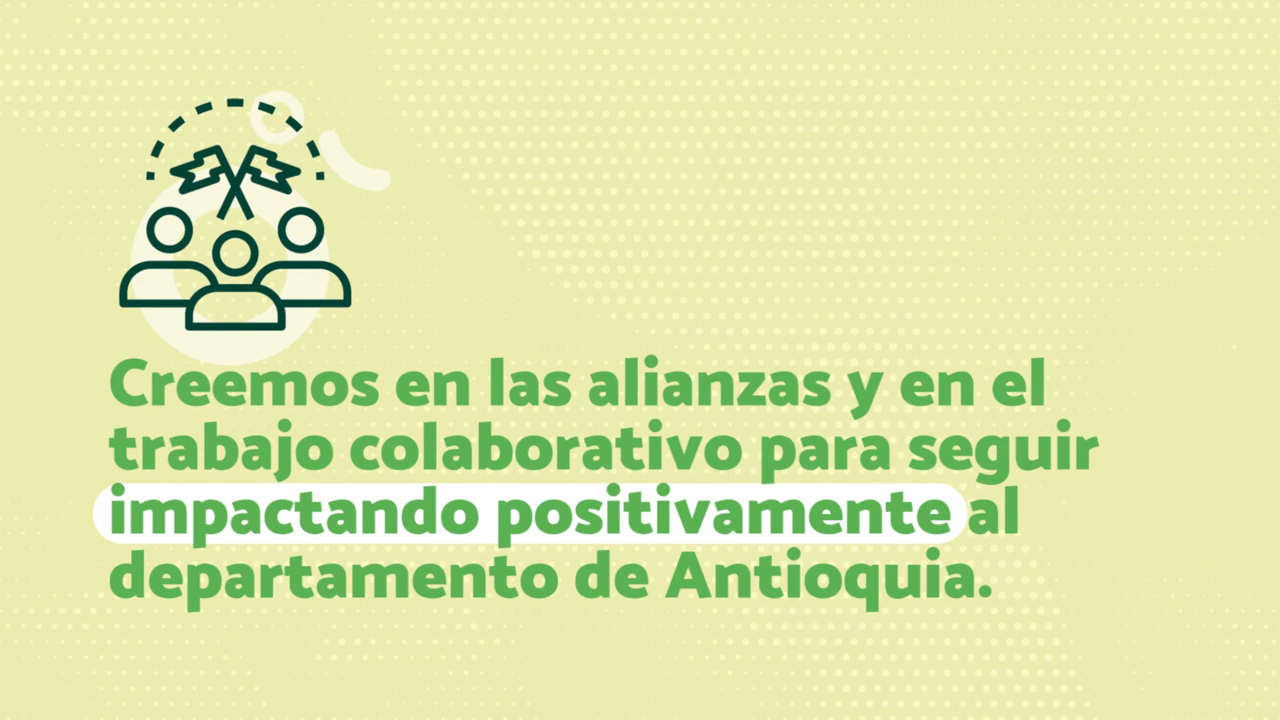 Creemos en las alianzas y en el
trabajo colaborativo para seguir
impactando positivamente al
departamento de Antioquia.